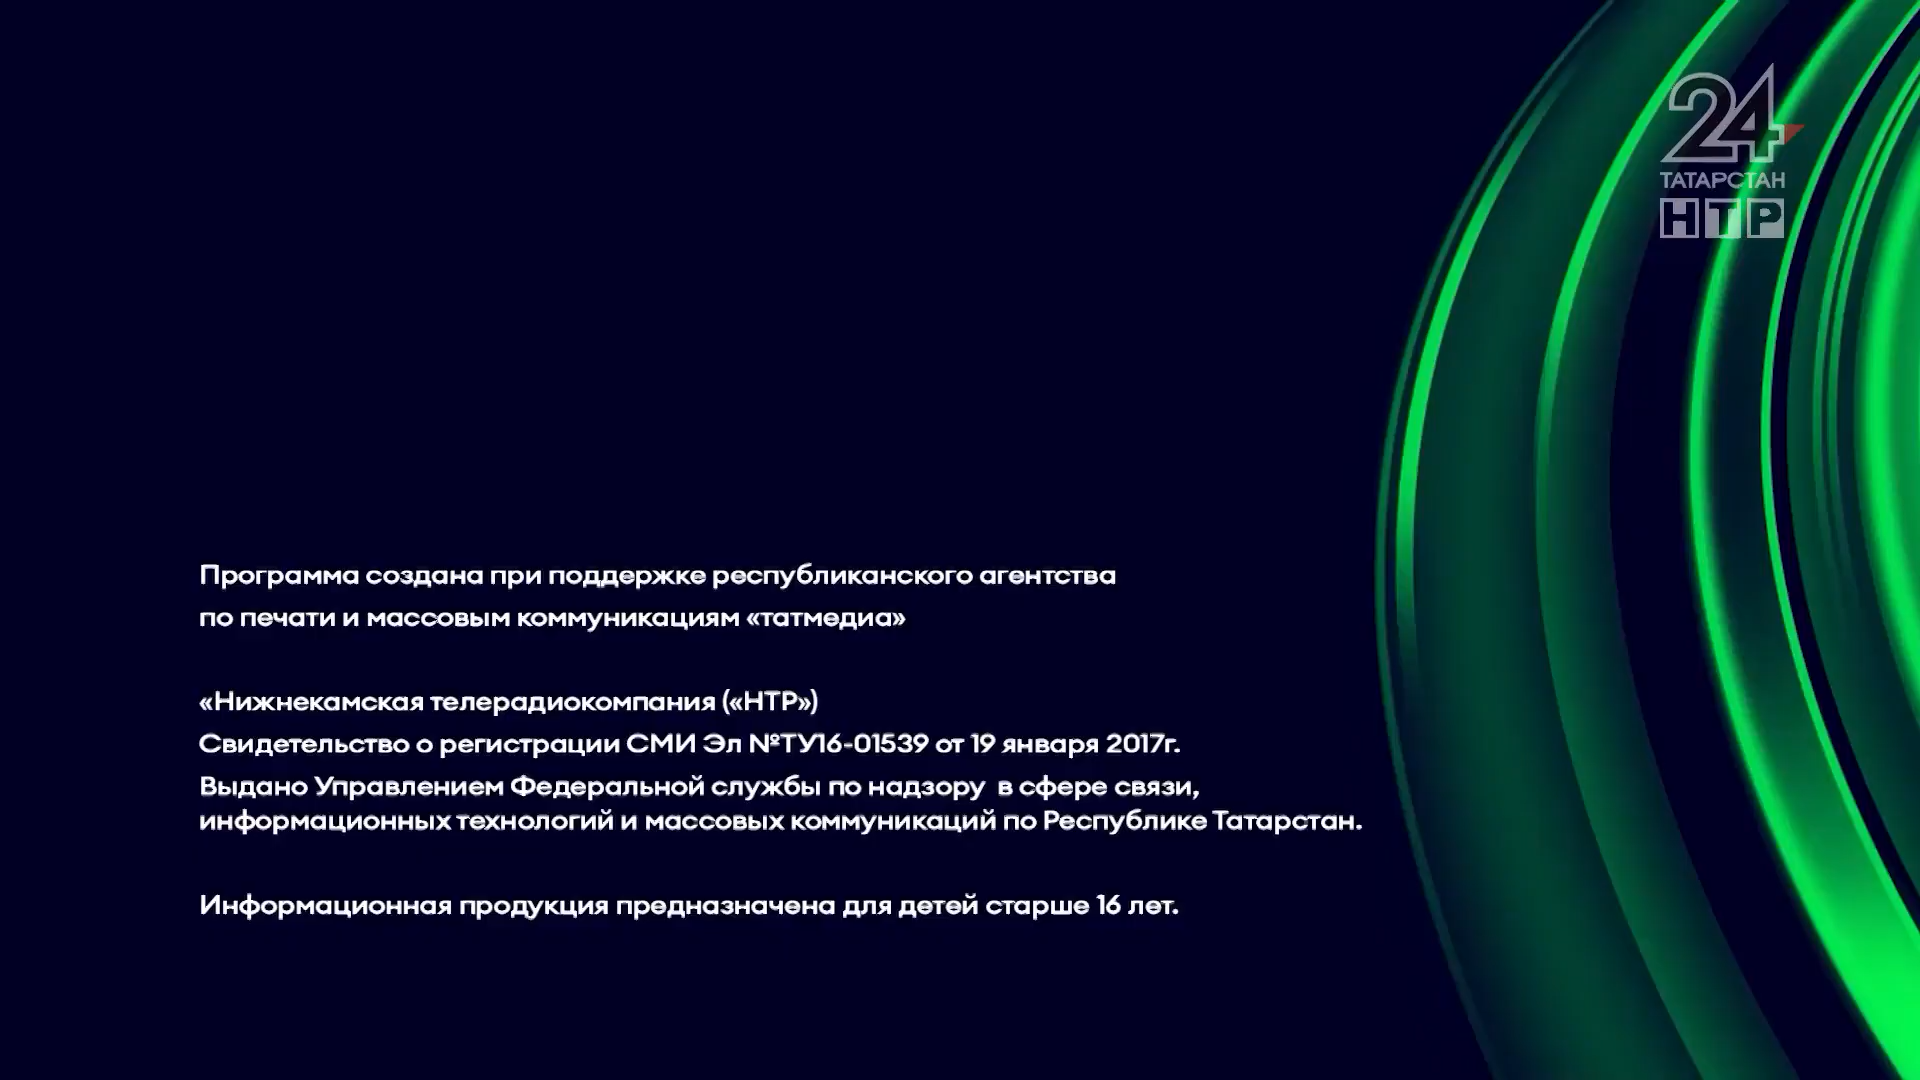 24
ТАТАРСТАН
НТР
Программа создана при поддержке республиканского агентства
по печати и массовым коммуникациям «татмедиа»
«Нижнекамская телерадиокомпания («НТР»)
Свидетельство о регистрации СМИ Эл №ТУ16-01539 от 19 января 2017г.
Выдано Управлением Федеральной службы по надзору в сфере связи,
информационных технологий и массовых коммуникаций по Республике Татарстан.
Информационная продукция предназначена для детей старше 16 лет.